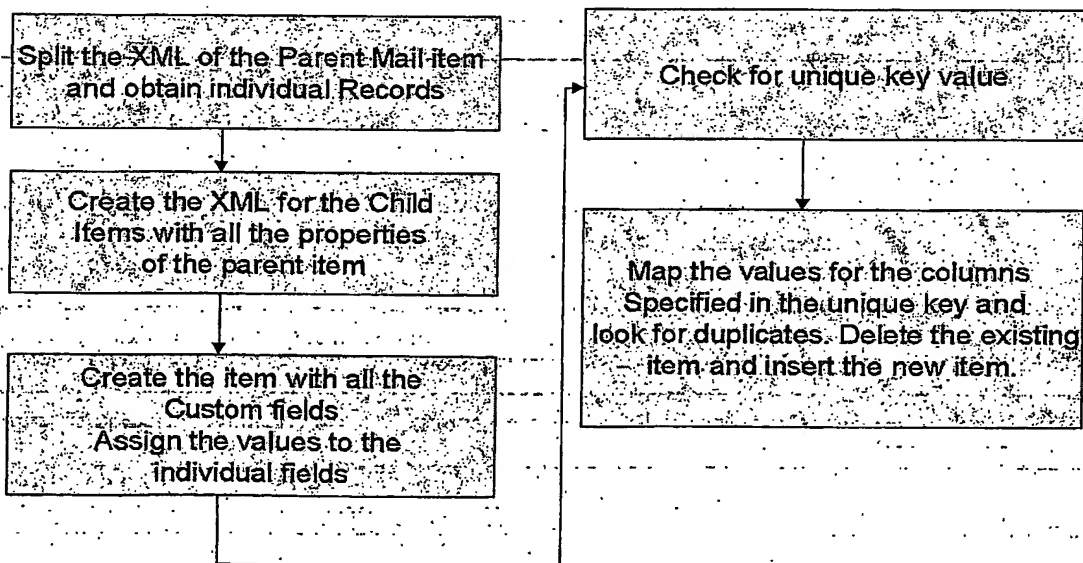 Split the XML of the Parent Mail item
and obtain individual Records
Create the XML for the Child
Items with all the properties
of the parent item
Create the item with all the
Custom fields
Assign the values to the
individual fields
Check for unique key value
Map the values for the columns
Specified in the unique key and
look for duplicates. Delete the existing
item and insert the new item.